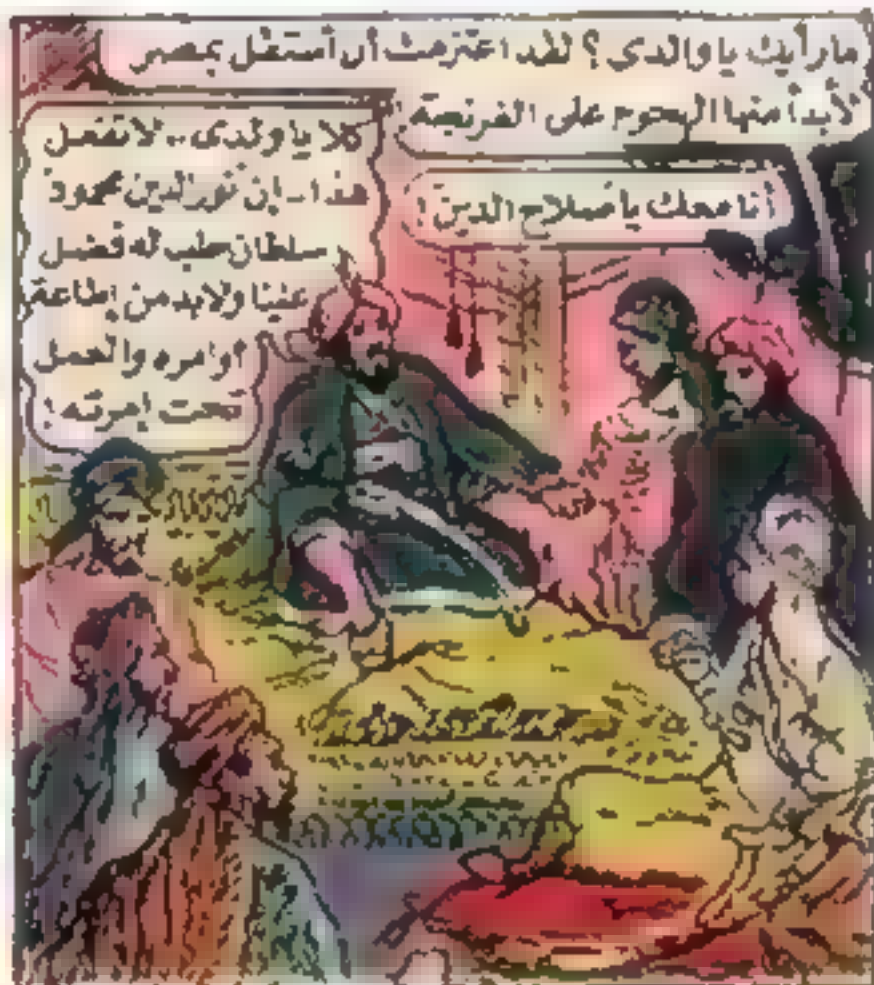 ما رأيك يا والدى ؟ لقد اعتزمت أن أستقل بمصر
لأبدأ منها الهجوم على الفرنجة !
أنا معك يا صلاح الدين !
كلا يا ولدى .. لا تفعل
هذا .. إن نور الدين محمود
سلطان حلب له فضل
علينا ولابد من إطاعة
أوامره والعمل
تحت إمرته !